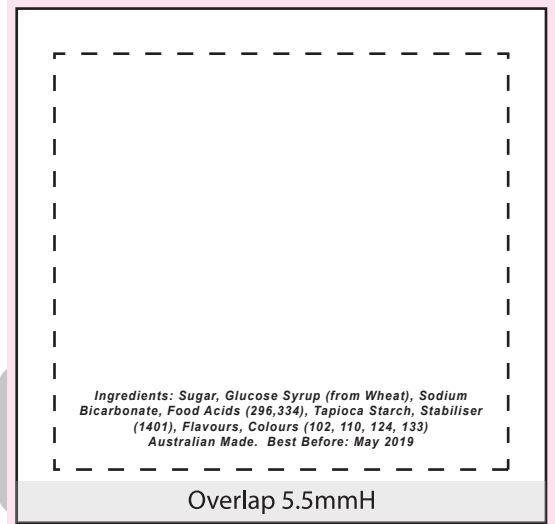 Ingredients: Sugar, Glucose Syrup (from Wheat), Sodium
Bicarbonate, Food Acids (296,334), Tapioca Starch, Stabiliser
(1401), Flavours, Colours (102, 110, 124, 133)
Australian Made.  Best Before: May 2019
Overlap 5.5mmH